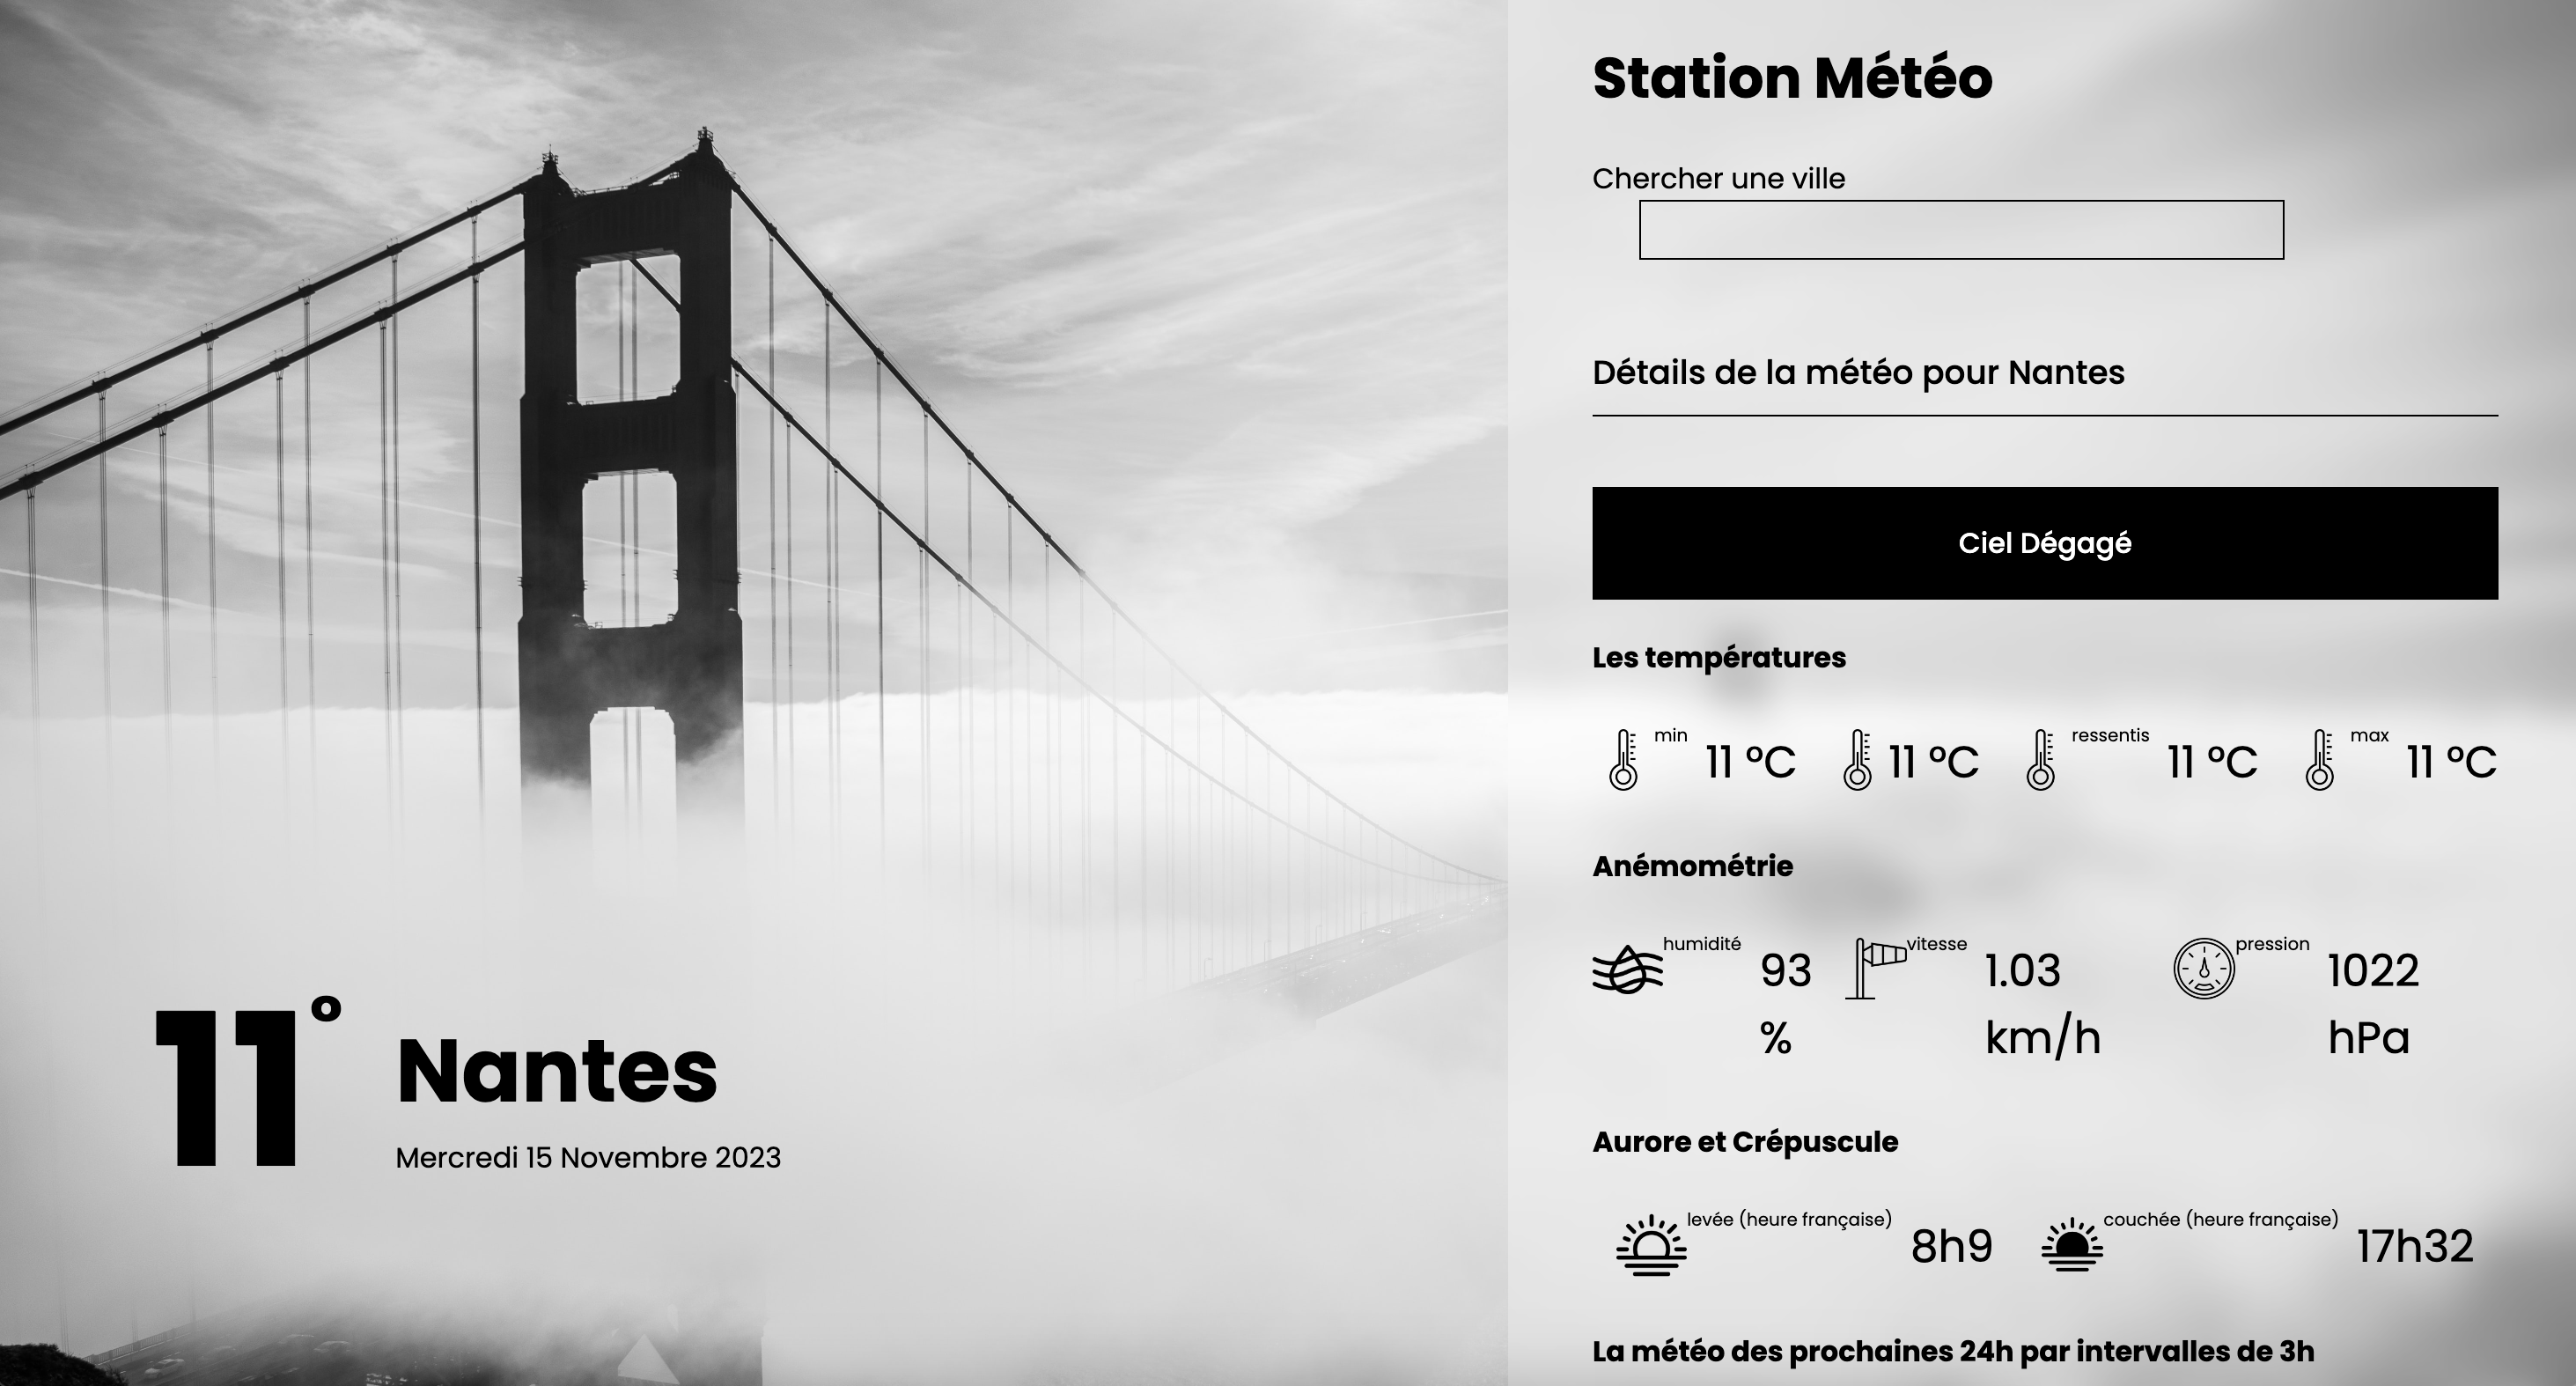 Station Météo
Chercher une ville
Détails de la météo pour Nantes
Ciel Dégagé
Les températures
min 11 °C 11 °C ressentis 11 °C max 11 °C
Anémométrie
humidité 93 % vitesse 1.03 km/h pression 1022 hPa
Aurore et Crépuscule
levée (heure française) 8h9 couchée (heure française) 17h32
La météo des prochaines 24h par intervalles de 3h
11°
Nantes
Mercredi 15 Novembre 2023